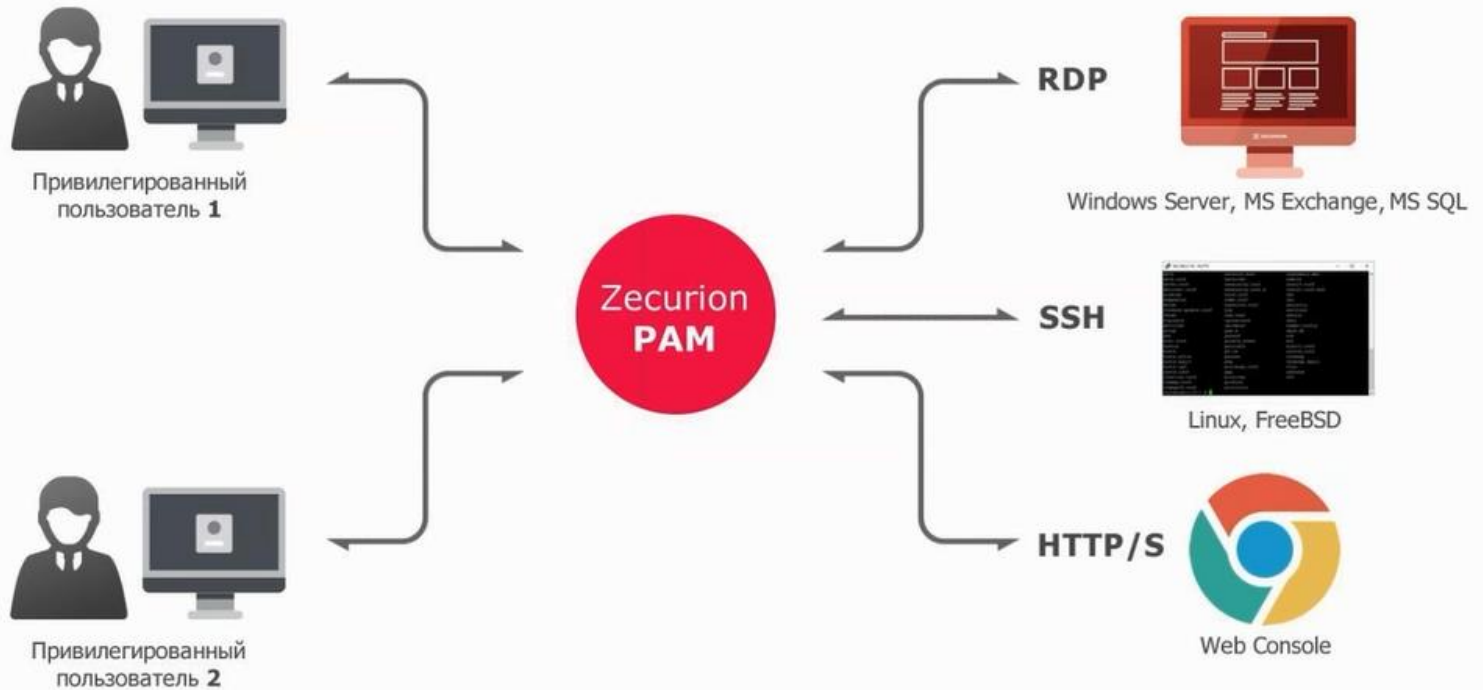 Привилегированный
пользователь 1
RDP
Windows Server, MS Exchange, MS SQL
Zecurion
PAM
SSH
Linux, FreeBSD
HTTP/S
Web Console
Привилегированный
пользователь 2